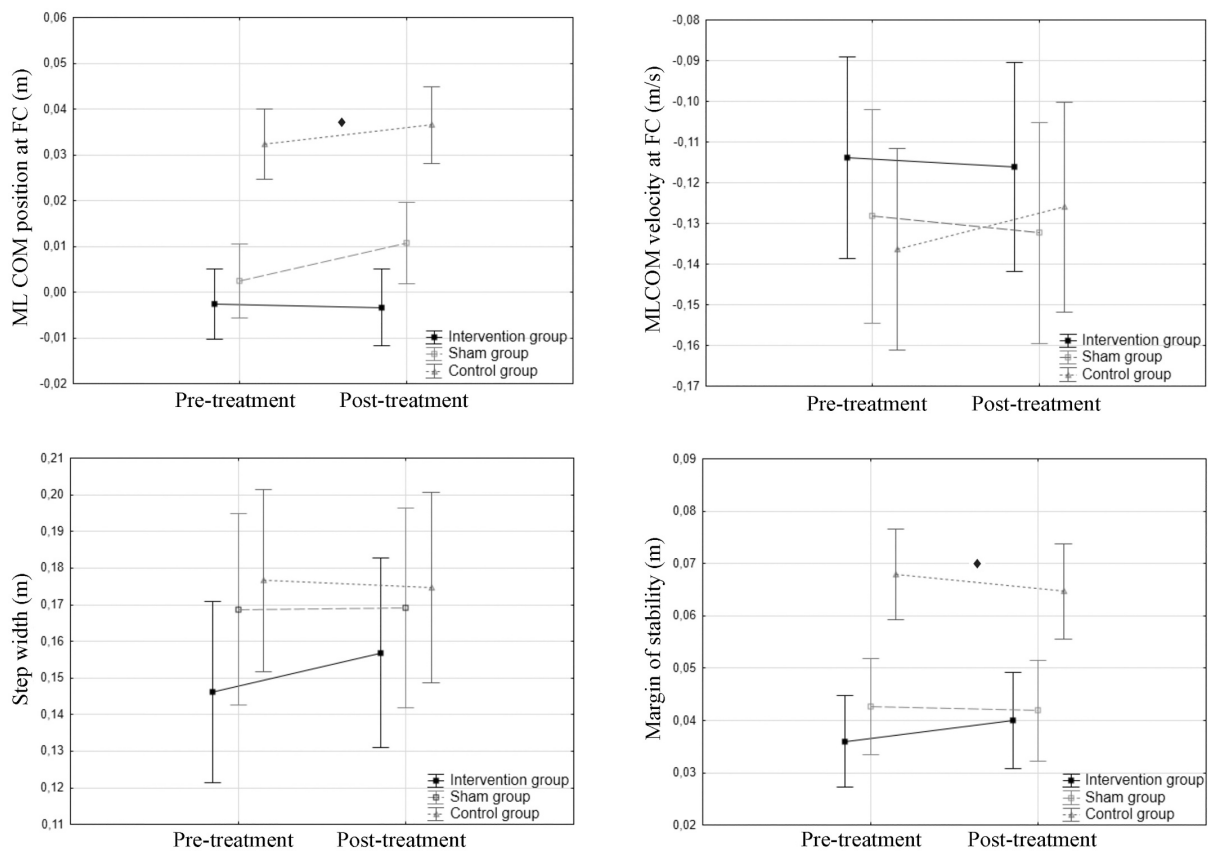 ML COM position at FC (m)
0,06
0,05
0,04
0,03
0,02
0,01
0,00
-0,01
-0,02
Intervention group
Sham group
Control group
Pre-treatment Post-treatment
MLCOM velocity at FC (m/s)
-0,08
-0,09
-0,10
-0,11
-0,12
-0,13
-0,14
-0,15
-0,16
-0,17
Intervention group
Sham group
Control group
Pre-treatment Post-treatment
Step width (m)
0,21
0,20
0,19
0,18
0,17
0,16
0,15
0,14
0,13
0,12
0,11
Intervention group
Sham group
Control group
Pre-treatment Post-treatment
Margin of stability (m)
0,09
0,08
0,07
0,06
0,05
0,04
0,03
0,02
Intervention group
Sham group
Control group
Pre-treatment Post-treatment